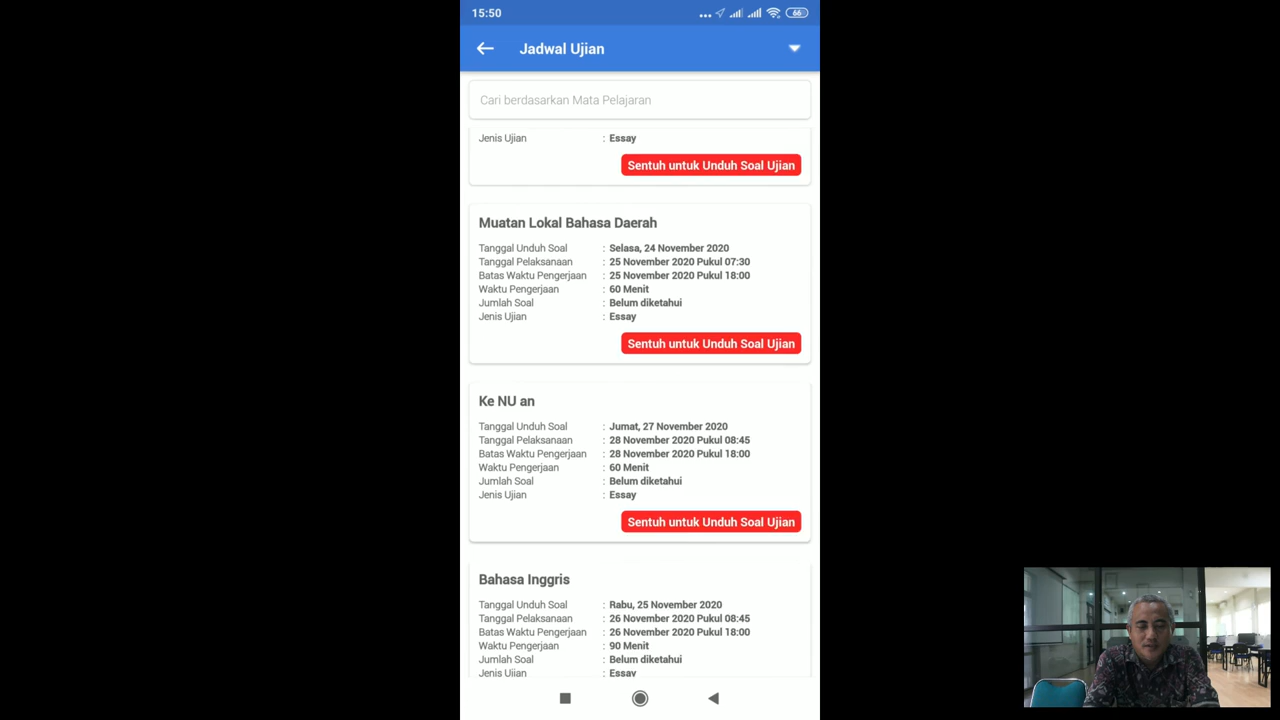 15:50
66
Jadwal Ujian
Cari berdasarkan Mata Pelajaran
Jenis Ujian : Essay
Sentuh untuk Unduh Soal Ujian
Muatan Lokal Bahasa Daerah
Tanggal Unduh Soal : Selasa, 24 November 2020
Tanggal Pelaksanaan : 25 November 2020 Pukul 07:30
Batas Waktu Pengerjaan : 25 November 2020 Pukul 18:00
Waktu Pengerjaan : 60 Menit
Jumlah Soal : Belum diketahui
Jenis Ujian : Essay
Sentuh untuk Unduh Soal Ujian
Ke NU an
Tanggal Unduh Soal : Jumat, 27 November 2020
Tanggal Pelaksanaan : 28 November 2020 Pukul 08:45
Batas Waktu Pengerjaan : 28 November 2020 Pukul 18:00
Waktu Pengerjaan : 60 Menit
Jumlah Soal : Belum diketahui
Jenis Ujian : Essay
Sentuh untuk Unduh Soal Ujian
Bahasa Inggris
Tanggal Unduh Soal : Rabu, 25 November 2020
Tanggal Pelaksanaan : 26 November 2020 Pukul 08:45
Batas Waktu Pengerjaan : 26 November 2020 Pukul 18:00
Waktu Pengerjaan : 90 Menit
Jumlah Soal : Belum diketahui
Jenis Ujian : Essay